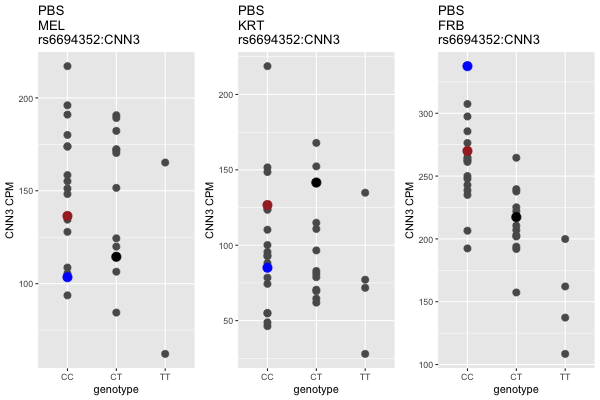 PBS
MEL
rs6694352:CNN3
CNN3 CPM
200
150
100
CC
CT
TT
genotype
PBS
KRT
rs6694352:CNN3
CNN3 CPM
200
150
100
50
CC
CT
TT
genotype
PBS
FRB
rs6694352:CNN3
CNN3 CPM
300
250
200
150
100
CC
CT
TT
genotype